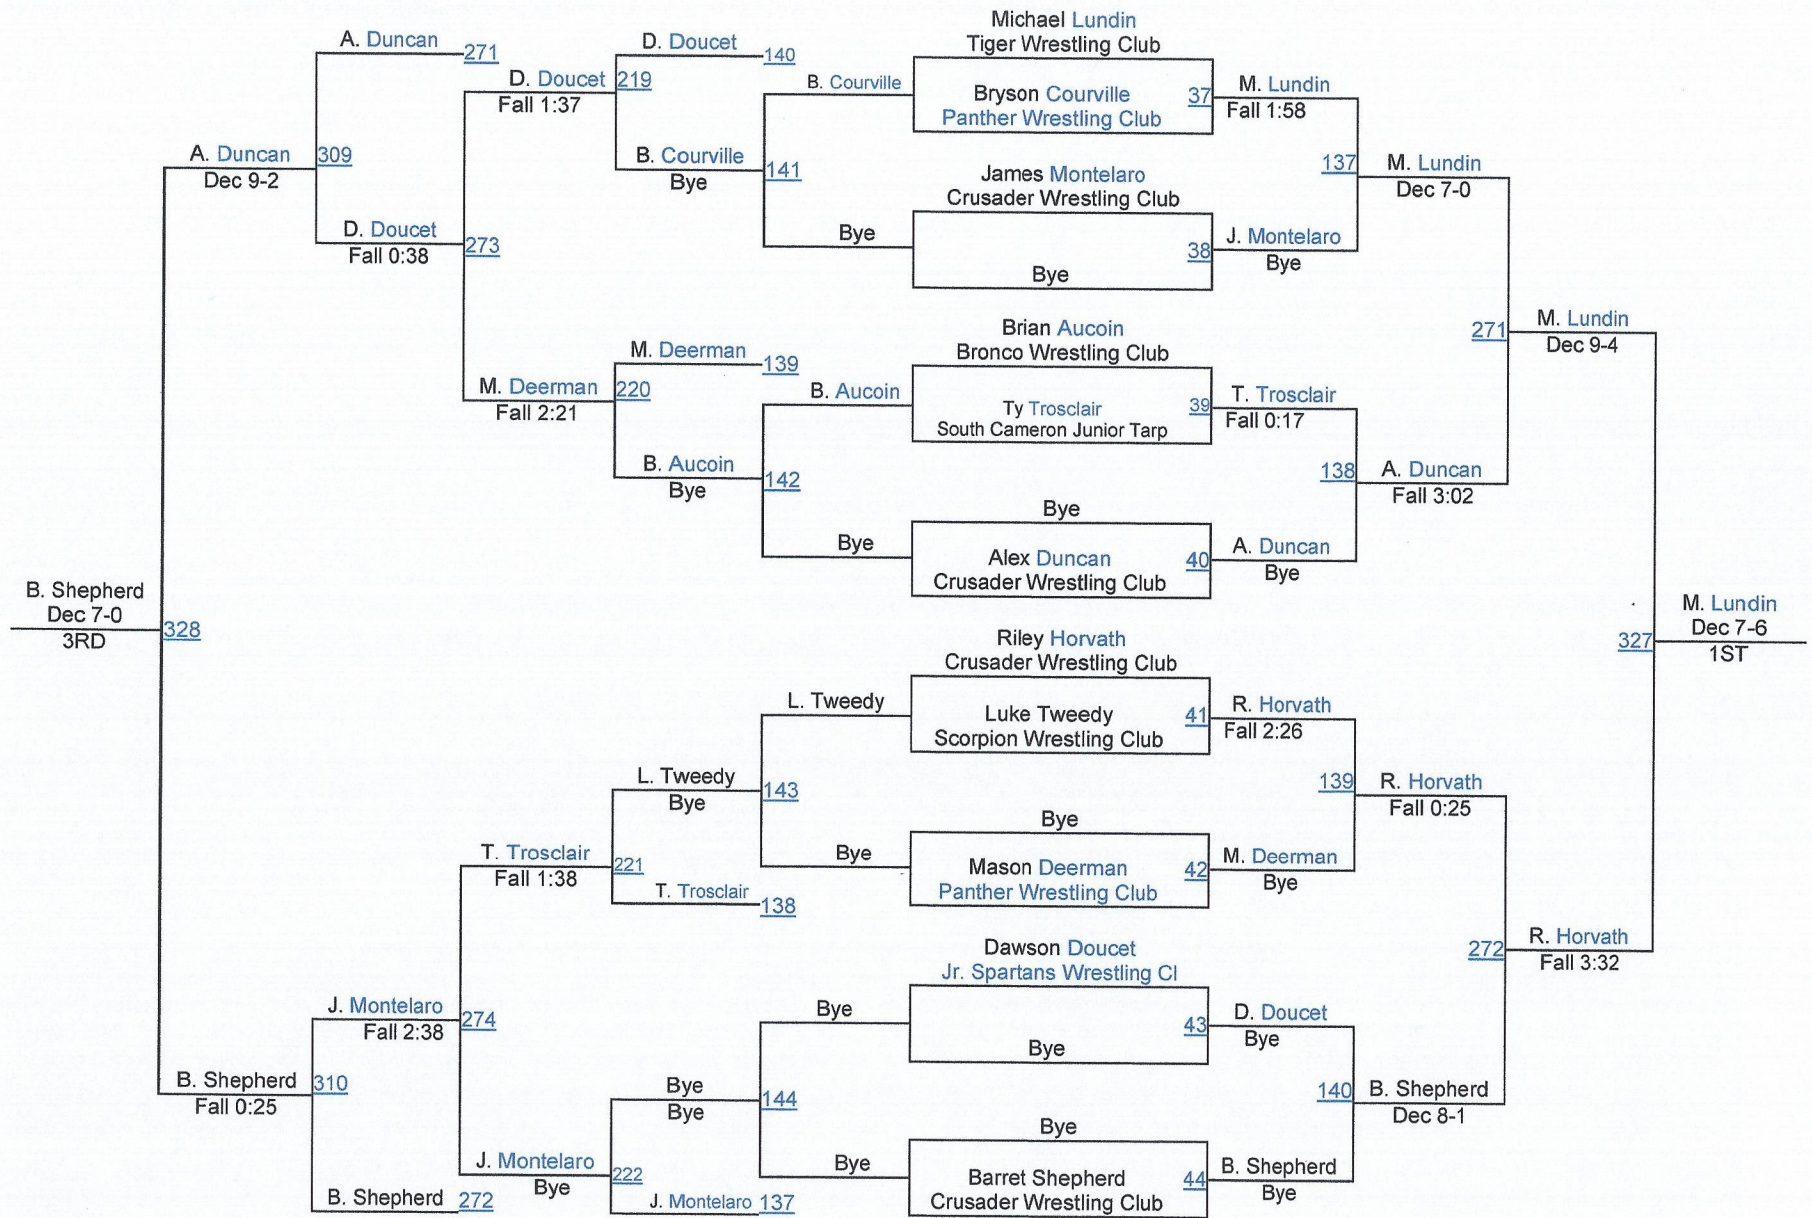 Michael Lundin
Tiger Wrestling Club
A. Duncan
271
D. Doucet
140
D. Doucet
219
Fall 1:37
B. Courville
Bryson Courville
Panther Wrestling Club
37
M. Lundin
Fall 1:58
A. Duncan
309
Dec 9-2
B. Courville
Bye
141
James Montelaro
Crusader Wrestling Club
137
M. Lundin
Dec 7-0
D. Doucet
Fall 0:38
273
Bye
Bye
38
J. Montelaro
Bye
Brian Aucoin
Bronco Wrestling Club
271
M. Lundin
Dec 9-4
M. Deerman
139
M. Deerman
220
Fall 2:21
B. Aucoin
Ty Trosclair
South Cameron Junior Tarp
39
T. Trosclair
Fall 0:17
B. Aucoin
Bye
142
138
A. Duncan
Fall 3:02
Bye
Bye
Alex Duncan
Crusader Wrestling Club
40
A. Duncan
Bye
B. Shepherd
Dec 7-0
3RD
328
Riley Horvath
Crusader Wrestling Club
327
M. Lundin
Dec 7-6
1ST
L. Tweedy
Luke Tweedy
Scorpion Wrestling Club
41
R. Horvath
Fall 2:26
L. Tweedy
Bye
143
139
R. Horvath
Fall 0:25
Bye
T. Trosclair
Fall 1:38
221
Bye
Mason Deerman
Panther Wrestling Club
42
M. Deerman
Bye
T. Trosclair
138
Dawson Doucet
Jr. Spartans Wrestling Cl
272
R. Horvath
Fall 3:32
J. Montelaro
Fall 2:38
274
Bye
Bye
43
D. Doucet
Bye
B. Shepherd
Fall 0:25
310
Bye
Bye
144
140
B. Shepherd
Dec 8-1
Bye
J. Montelaro
Bye
222
Bye
Barret Shepherd
Crusader Wrestling Club
44
B. Shepherd
Bye
B. Shepherd
272
J. Montelaro
137